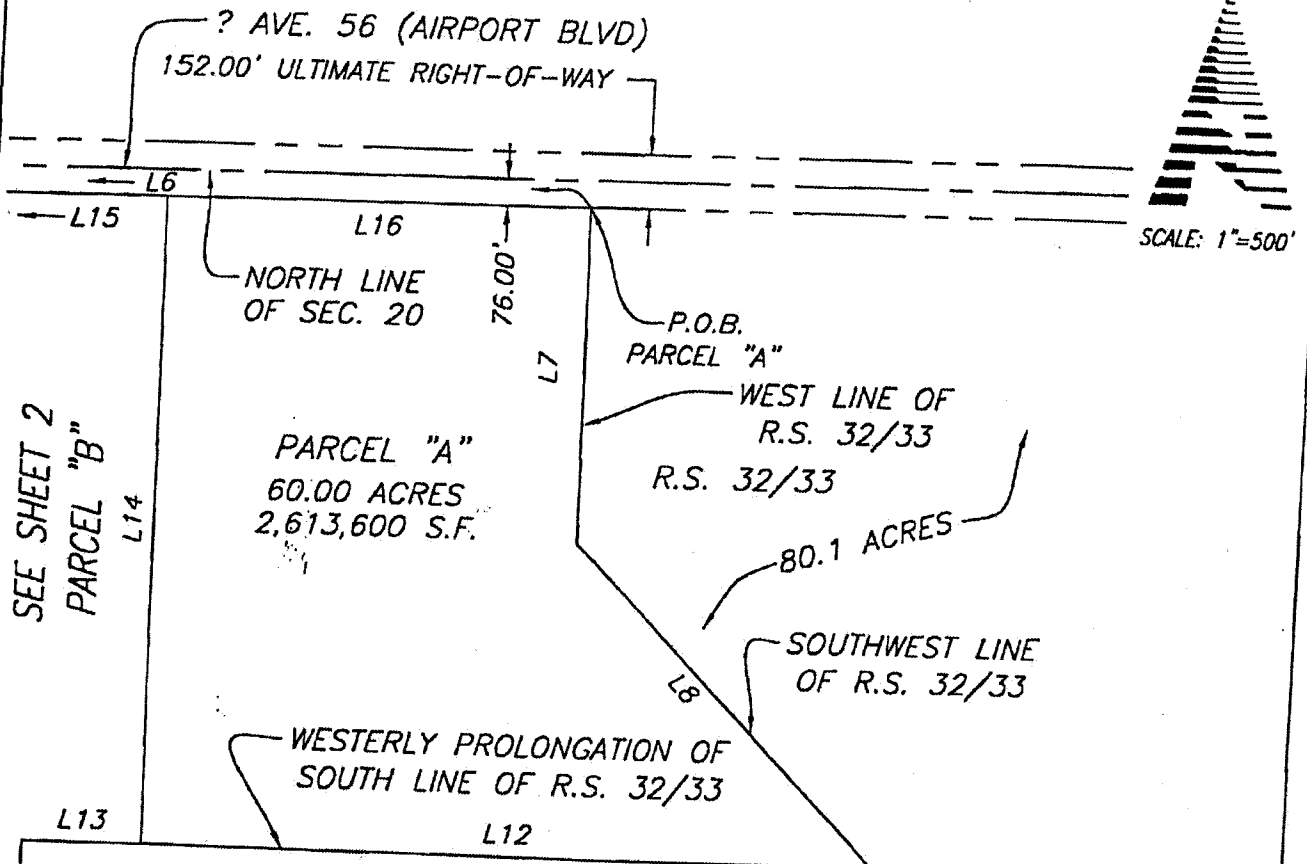 ? AVE. 56 (AIRPORT BLVD)
152.00' ULTIMATE RIGHT-OF-WAY
L6
L15
L16
SCALE: 1"=500'
NORTH LINE
OF SEC. 20
76.00'
P.O.B.
PARCEL "A"
L7
WEST LINE OF
R.S. 32/33
R.S. 32/33
SEE SHEET 2
PARCEL "B"
L14
PARCEL "A"
60.00 ACRES
2,613,600 S.F.
80.1 ACRES
SOUTHWEST LINE
OF R.S. 32/33
L8
WESTERLY PROLONGATION OF
SOUTH LINE OF R.S. 32/33
L13
L12